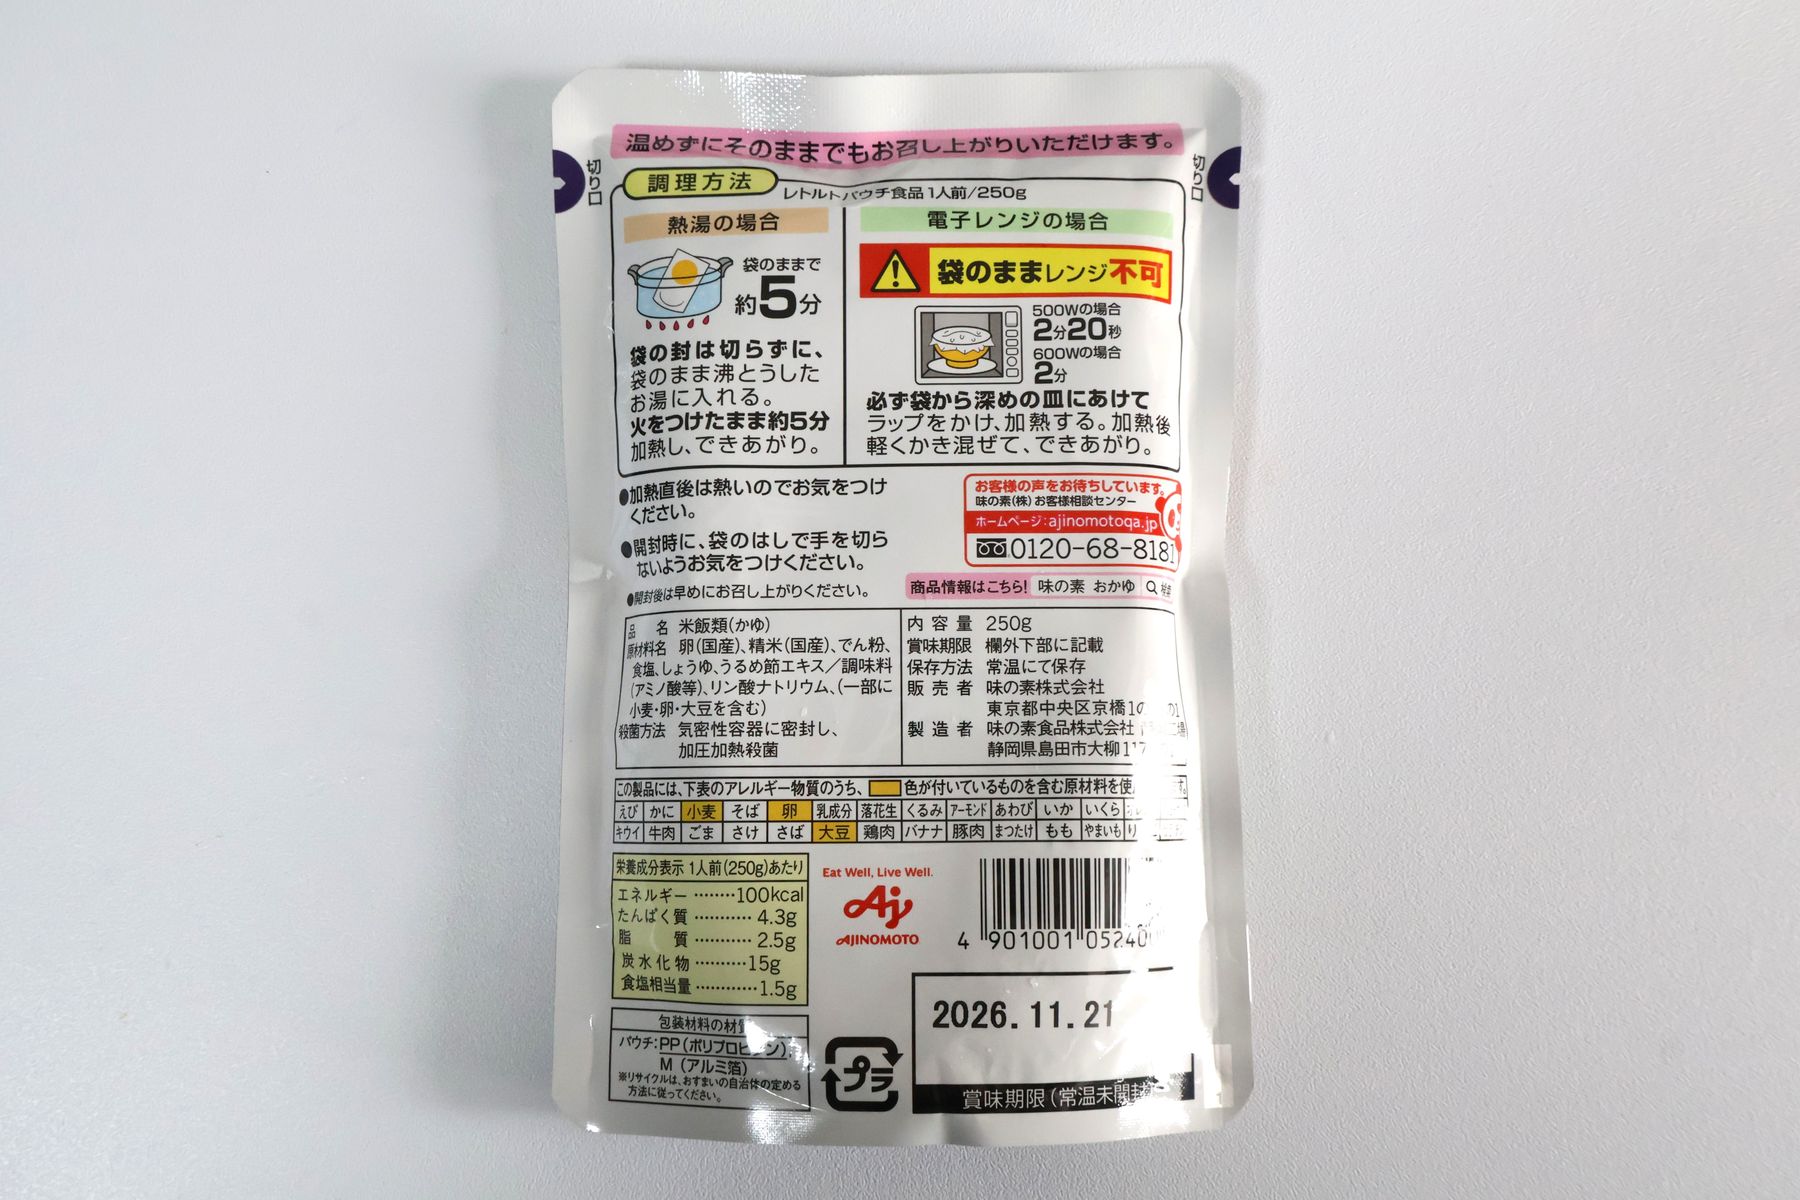 温めずにそのままでもお召し上がりいただけます。
切り口
切り口
調理方法
レトルトパウチ食品1人前/250g
熱湯の場合
袋のままで
約5分
袋の封は切らずに、
袋のまま沸とうした
お湯に入れる。
火をつけたまま約5分
加熱し、できあがり。
電子レンジの場合
袋のままレンジ不可
500Wの場合
2分20秒
600Wの場合
2分
必ず袋から深めの皿にあけて
ラップをかけ、加熱する。加熱後
軽くかき混ぜて、できあがり。
●加熱直後は熱いのでお気をつけ
ください。
●開封時に、袋のはしで手を切ら
ないようお気をつけください。
●開封後は早めにお召し上がりください。
お客様の声をお待ちしています。
味の素(株)お客様相談センター
ホームページ:ajinomotoqa.jp
0120-68-8181
商品情報はこちら! 味の素 おかゆ 検索
品名 米飯類(かゆ)
原材料名 卵(国産)、精米(国産)、でん粉、
食塩、しょうゆ、うるめ節エキス/調味料
(アミノ酸等)、リン酸ナトリウム、(一部に
小麦・卵・大豆を含む)
殺菌方法 気密性容器に密封し、
加圧加熱殺菌
内容量 250g
賞味期限 欄外下部に記載
保存方法 常温にて保存
販売者 味の素株式会社
東京都中央区京橋1の
製造者 味の素食品株式会社
静岡県島田市大柳117
この製品には、下表のアレルギー物質のうち、 色が付いているものを含む原材料を使 す。
えび かに 小麦 そば 卵 乳成分 落花生 くるみ アーモンド あわび いか いくら
キウイ 牛肉 ごま さけ さば 大豆 鶏肉 バナナ 豚肉 まつたけ もも やまいも
栄養成分表示 1人前(250g)あたり
エネルギー ········100kcal
たんぱく質 ··········· 4.3g
脂質 ··········· 2.5g
炭水化物 ··········15g
食塩相当量 ············1.5g
Eat Well, Live Well.
Aj
AJINOMOTO
4 901001 052400
包装材料の材質
パウチ:PP(ポリプロピレン)、
M(アルミ箔)
※リサイクルは、おすまいの自治体の定める
方法に従ってください。
プラ
2026.11.21
賞味期限(常温未開封